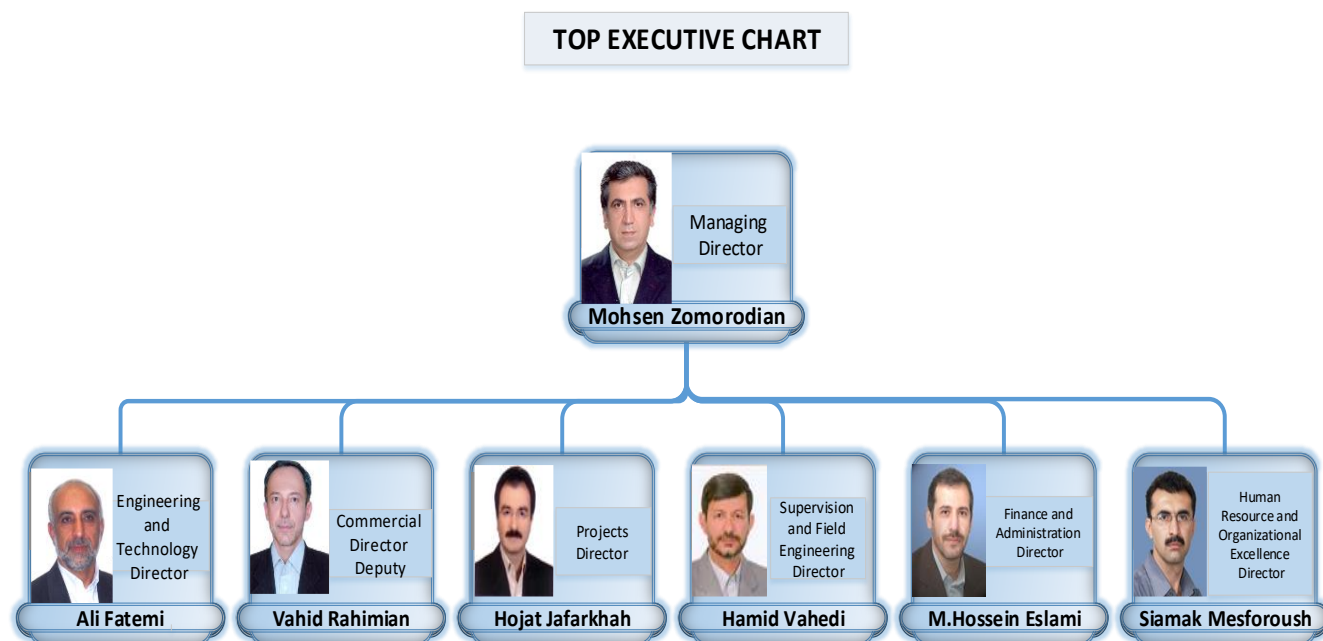 TOP EXECUTIVE CHART
Managing
Director
Mohsen Zomorodian
Engineering
and
Technology
Director
Ali Fatemi
Commercial
Director
Deputy
Vahid Rahimian
Projects
Director
Hojat Jafarkhah
Supervision
and Field
Engineering
Director
Hamid Vahedi
Finance and
Administration
Director
M.Hossein Eslami
Human
Resource and
Organizational
Excellence
Director
Siamak Mesforoush